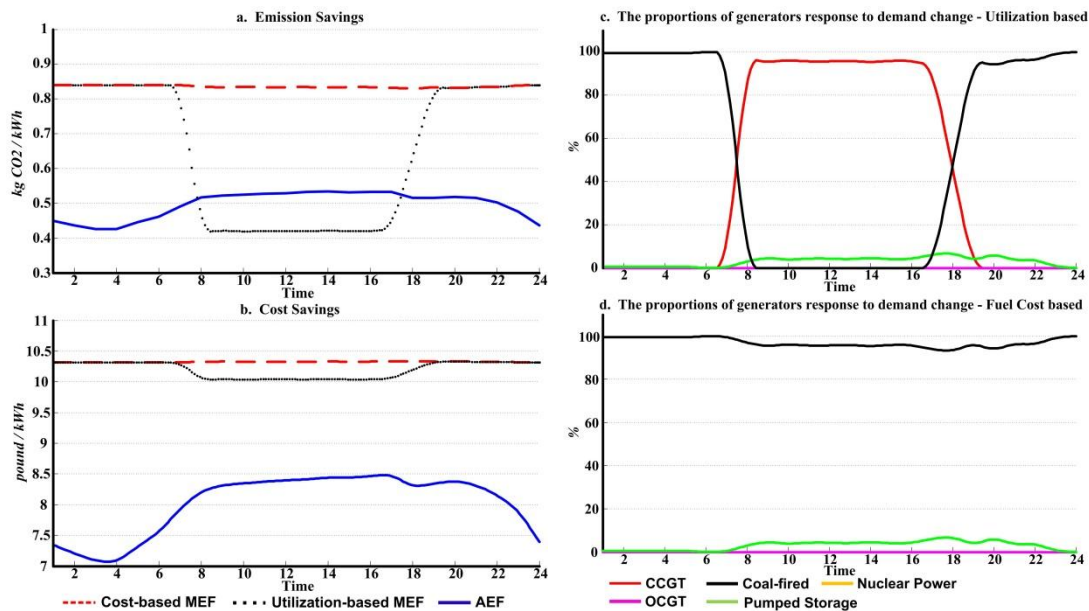 a. Emission Savings
1
0.9
0.8
0.7
0.6
0.5
0.4
0.3
kg CO2 / kWh
2 4 6 8 10 12 14 16 18 20 22 24
Time
b. Cost Savings
11
10.5
10
9.5
9
8.5
8
7.5
7
pound / kWh
2 4 6 8 10 12 14 16 18 20 22 24
Time
Cost-based MEF Utilization-based MEF AEF
c. The proportions of generators response to demand change - Utilization based
100
80
60
40
20
0
%
2 4 6 8 10 12 14 16 18 20 22 24
Time
d. The proportions of generators response to demand change - Fuel Cost based
100
80
60
40
20
0
%
2 4 6 8 10 12 14 16 18 20 22 24
Time
CCGT Coal-fired Nuclear Power
OCGT Pumped Storage